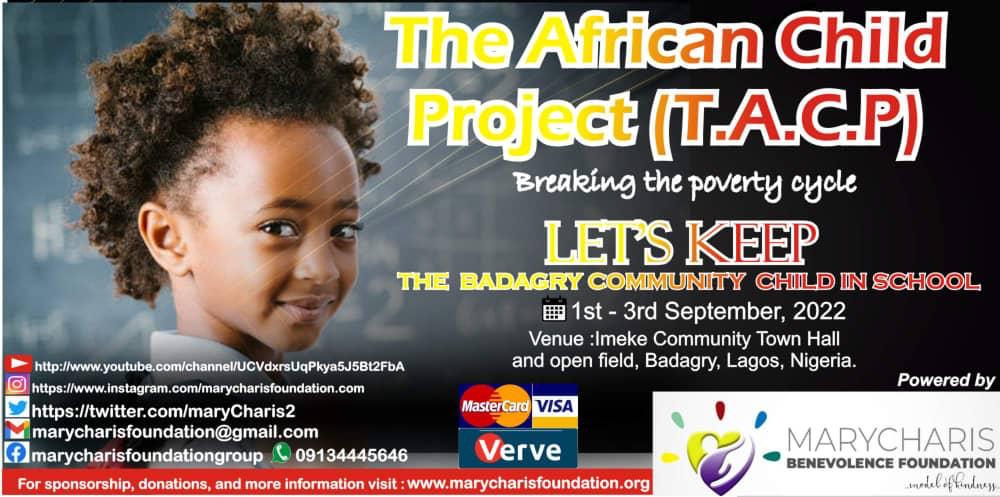 The African Child
Project (T.A.C.P)
Breaking the poverty cycle
LET'S KEEP
THE BADAGRY COMMUNITY CHILD IN SCHOOL
1st - 3rd September, 2022
Venue :Imeke Community Town Hall
and open field, Badagry, Lagos, Nigeria.
http://www.youtube.com/channel/UCVdxrsUqPkya5J5Bt2FbA
https://www.instagram.com/marycharisfoundation.com
https://twitter.com/maryCharis2
marycharisfoundation@gmail.com
marycharisfoundationgroup 09134445646
MasterCard VISA
Verve
Powered by
MARYCHARIS
BENEVOLENCE FOUNDATION
...model of kindness...
For sponsorship, donations, and more information visit : www.marycharisfoundation.org